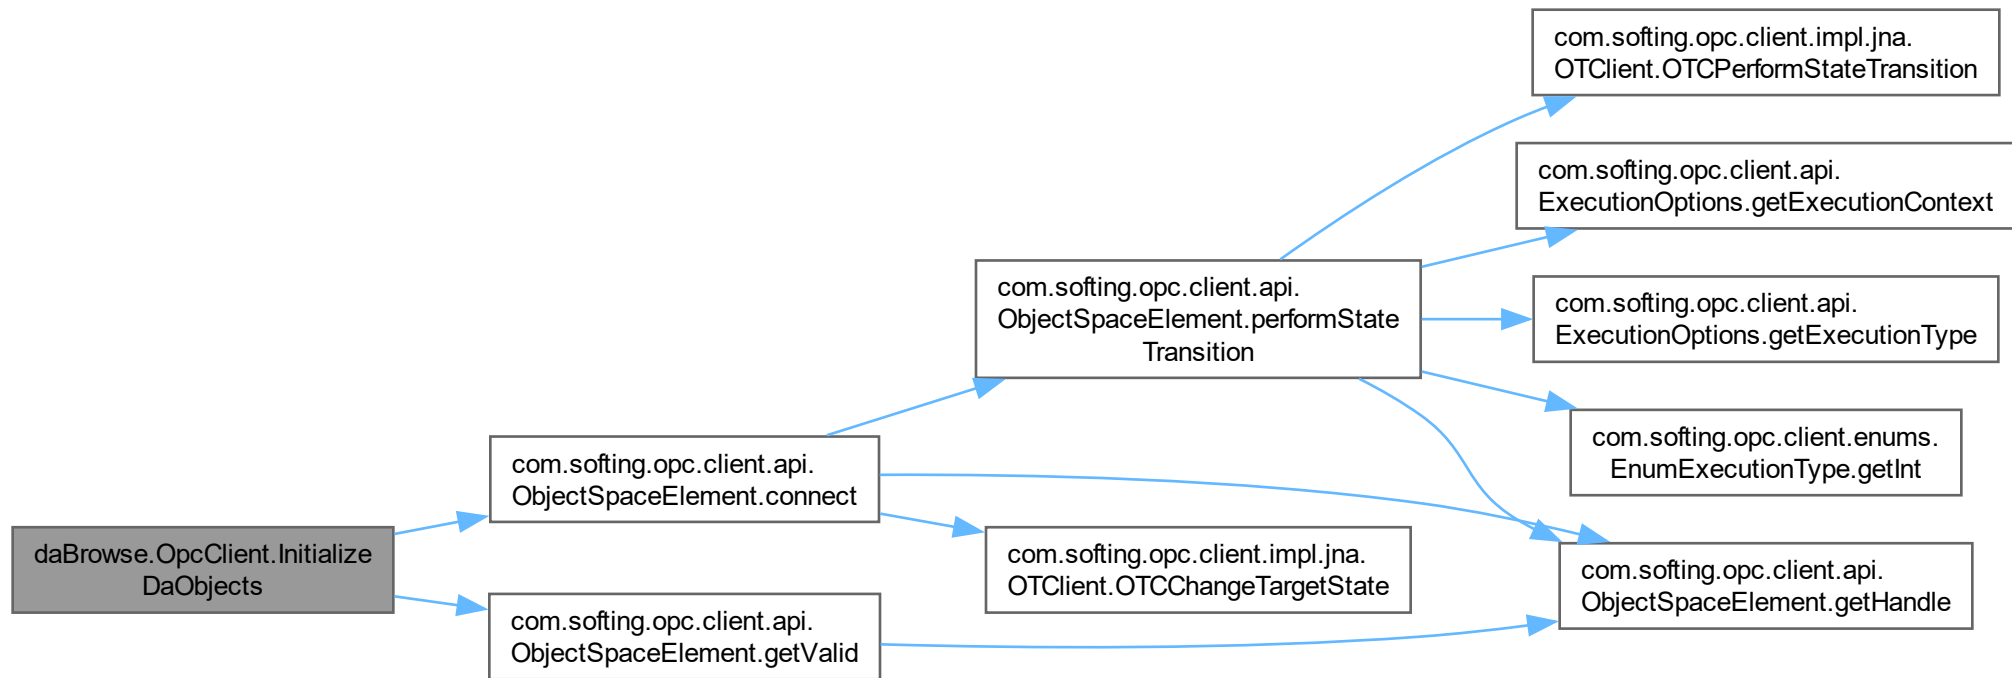 com.softing.opc.client.impl.jna.
OTClient.OTCPerformStateTransition
com.softing.opc.client.api.
ExecutionOptions.getExecutionContext
com.softing.opc.client.api.
ObjectSpaceElement.performState
Transition
com.softing.opc.client.api.
ExecutionOptions.getExecutionType
com.softing.opc.client.enums.
EnumExecutionType.getInt
com.softing.opc.client.api.
ObjectSpaceElement.connect
daBrowse.OpcClient.Initialize
DaObjects
com.softing.opc.client.impl.jna.
OTClient.OTCChangeTargetState
com.softing.opc.client.api.
ObjectSpaceElement.getHandle
com.softing.opc.client.api.
ObjectSpaceElement.getValid